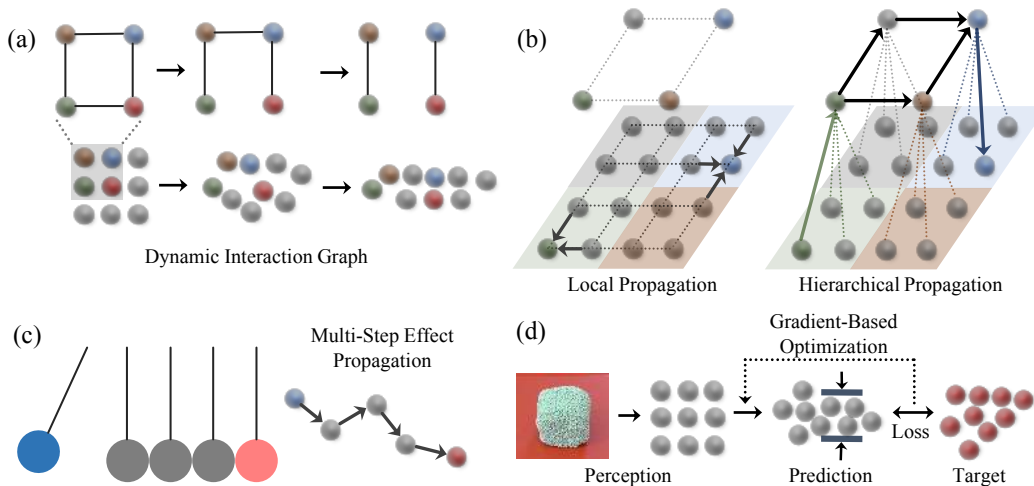 (a)
Dynamic Interaction Graph
(b)
Local Propagation
Hierarchical Propagation
(c)
Multi-Step Effect
Propagation
(d)
Gradient-Based
Optimization
Loss
Perception
Prediction
Target